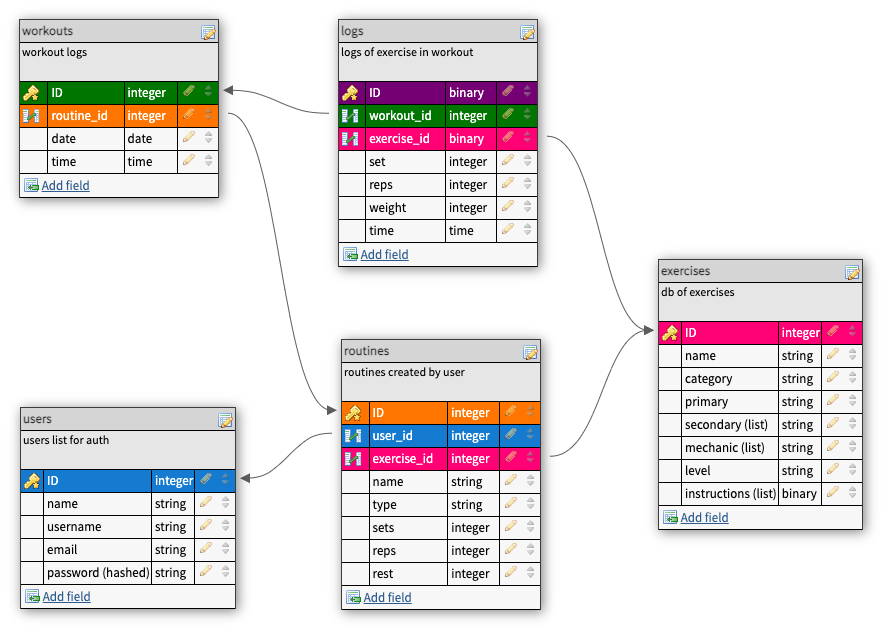 workouts
workout logs
ID integer
routine_id integer
date date
time time
Add field
logs
logs of exercise in workout
ID binary
workout_id integer
exercise_id binary
set integer
reps integer
weight integer
time time
Add field
exercises
db of exercises
ID integer
name string
category string
primary string
secondary (list) string
mechanic (list) string
level string
instructions (list) binary
Add field
routines
routines created by user
ID integer
user_id integer
exercise_id integer
name string
type string
sets integer
reps integer
rest integer
Add field
users
users list for auth
ID integer
name string
username string
email string
password (hashed) string
Add field